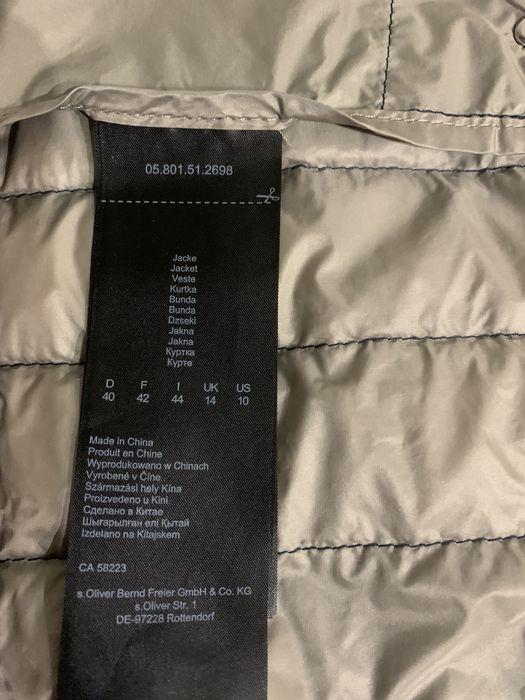 05.801.51.2698
Jacke
Jacket
Veste
Kurtka
Bunda
Bunda
Dzseki
Jakna
Jakna
Куртка
Курте
D F I UK US
40 42 44 14 10
Made in China
Produit en Chine
Wyprodukowano w Chinach
Vyrobené v Číne
Származási hely Kína
Proizvedeno u Kini
Сделано в Китае
Шығарылған елі Қытай
Izdelano na Kitajskem
CA 58223
s.Oliver Bernd Freier GmbH & Co. KG
s.Oliver Str. 1
DE-97228 Rottendorf